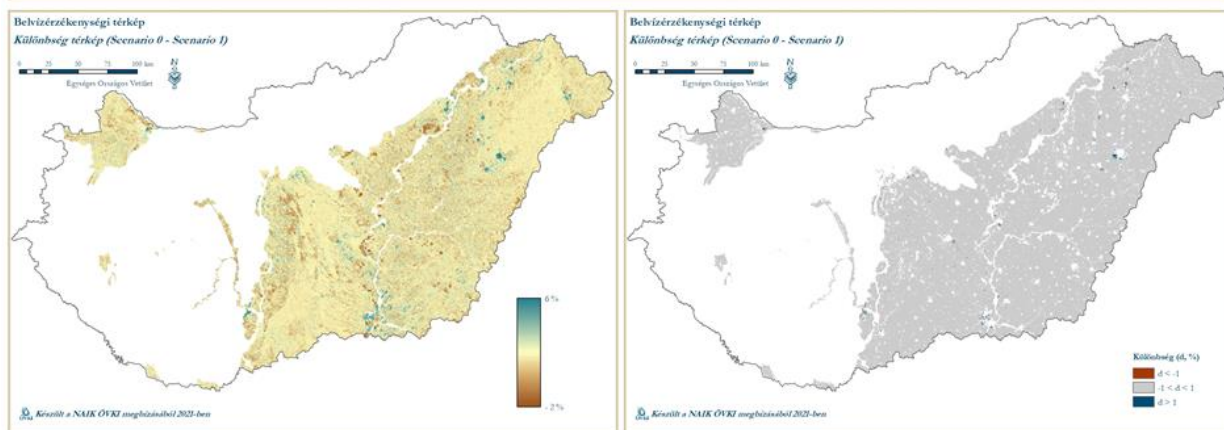 Belvízérzékenységi térkép
Különbség térkép (Scenario 0 - Scenario 1)
0 25 50 75 100 km
Egységes Országos Vetület
N
6%
-2%
ÖVKI
Készült a NAIK ÖVKI megbízásából 2021-ben
Belvízérzékenységi térkép
Különbség térkép (Scenario 0 - Scenario 1)
0 25 50 75 100 km
Egységes Országos Vetület
N
Különbség (d, %)
d < -1
-1 < d < 1
d > 1
ÖVKI
Készült a NAIK ÖVKI megbízásából 2021-ben